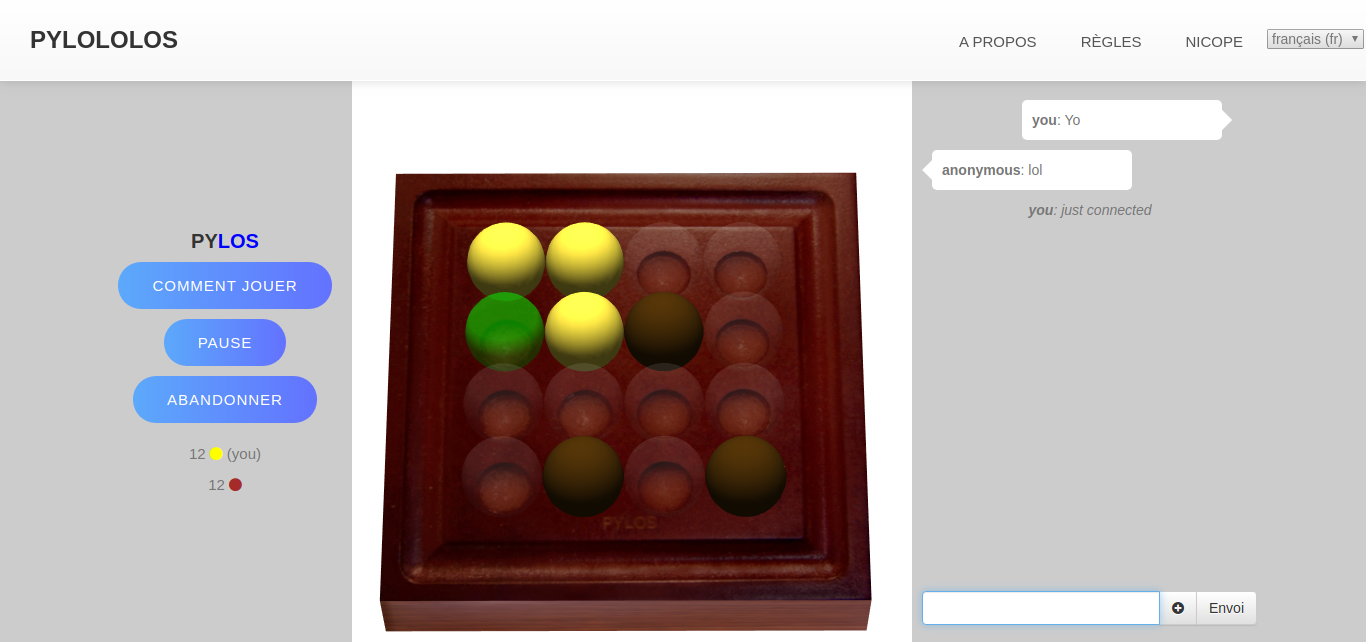 PYLOLOLOS
A PROPOS RÈGLES NICOPE français (fr)
PYLOS
COMMENT JOUER
PAUSE
ABANDONNER
12 (you)
12
PYLOS
you: Yo
anonymous: lol
you: just connected
Envoi